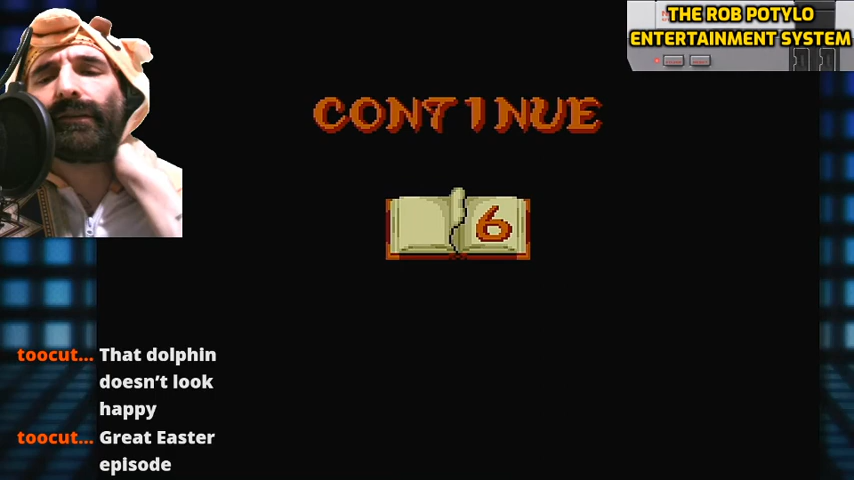 THE ROB POTYLO
ENTERTAINMENT SYSTEM
CONTINUE
6
toocut... That dolphin
doesn't look
happy
toocut... Great Easter
episode